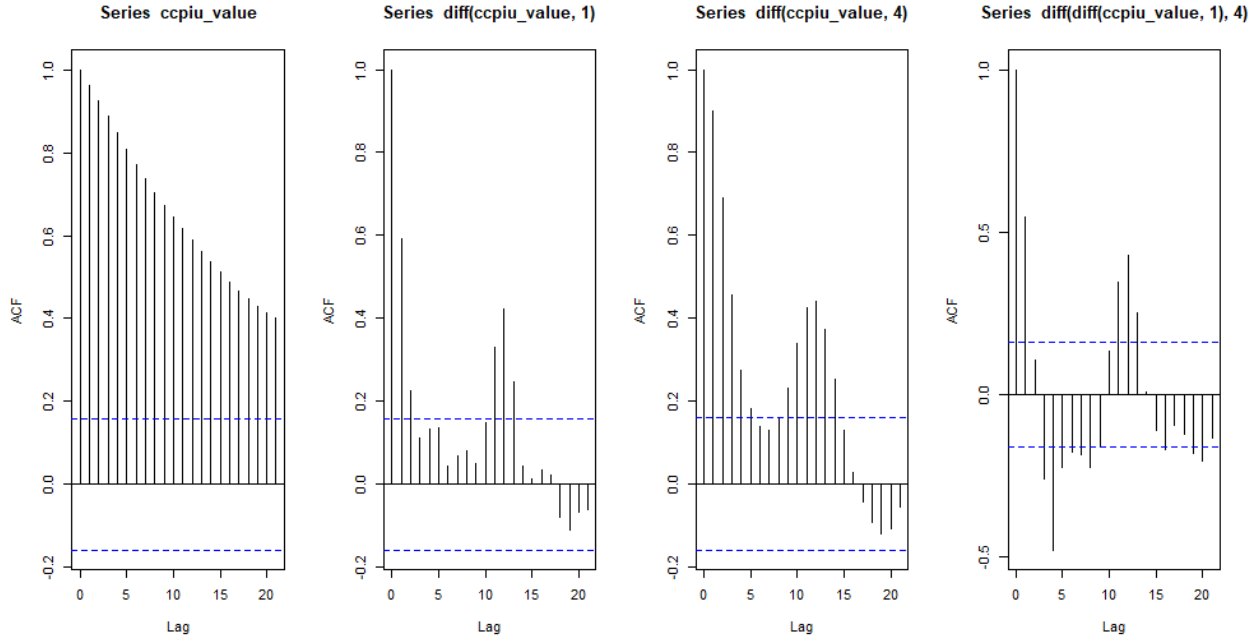 Series ccpiu_value
Series diff(ccpiu_value, 1)
Series diff(ccpiu_value, 4)
Series diff(diff(ccpiu_value, 1), 4)
ACF
1.0
0.8
0.6
0.4
0.2
0.0
-0.2
0 5 10 15 20
Lag
ACF
1.0
0.8
0.6
0.4
0.2
0.0
-0.2
0 5 10 15 20
Lag
ACF
1.0
0.8
0.6
0.4
0.2
0.0
-0.2
0 5 10 15 20
Lag
ACF
1.0
0.5
0.0
-0.5
0 5 10 15 20
Lag